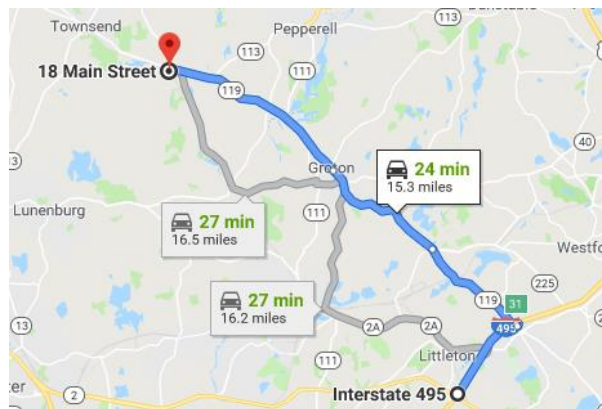 Townsend
Pepperell
113
113
18 Main Street
111
119
40
Groton
24 min
15.3 miles
Lunenburg
27 min
16.5 miles
111
Westfo
225
27 min
16.2 miles
119
31
13
2A
2A
495
Littleton
111
2
Interstate 495